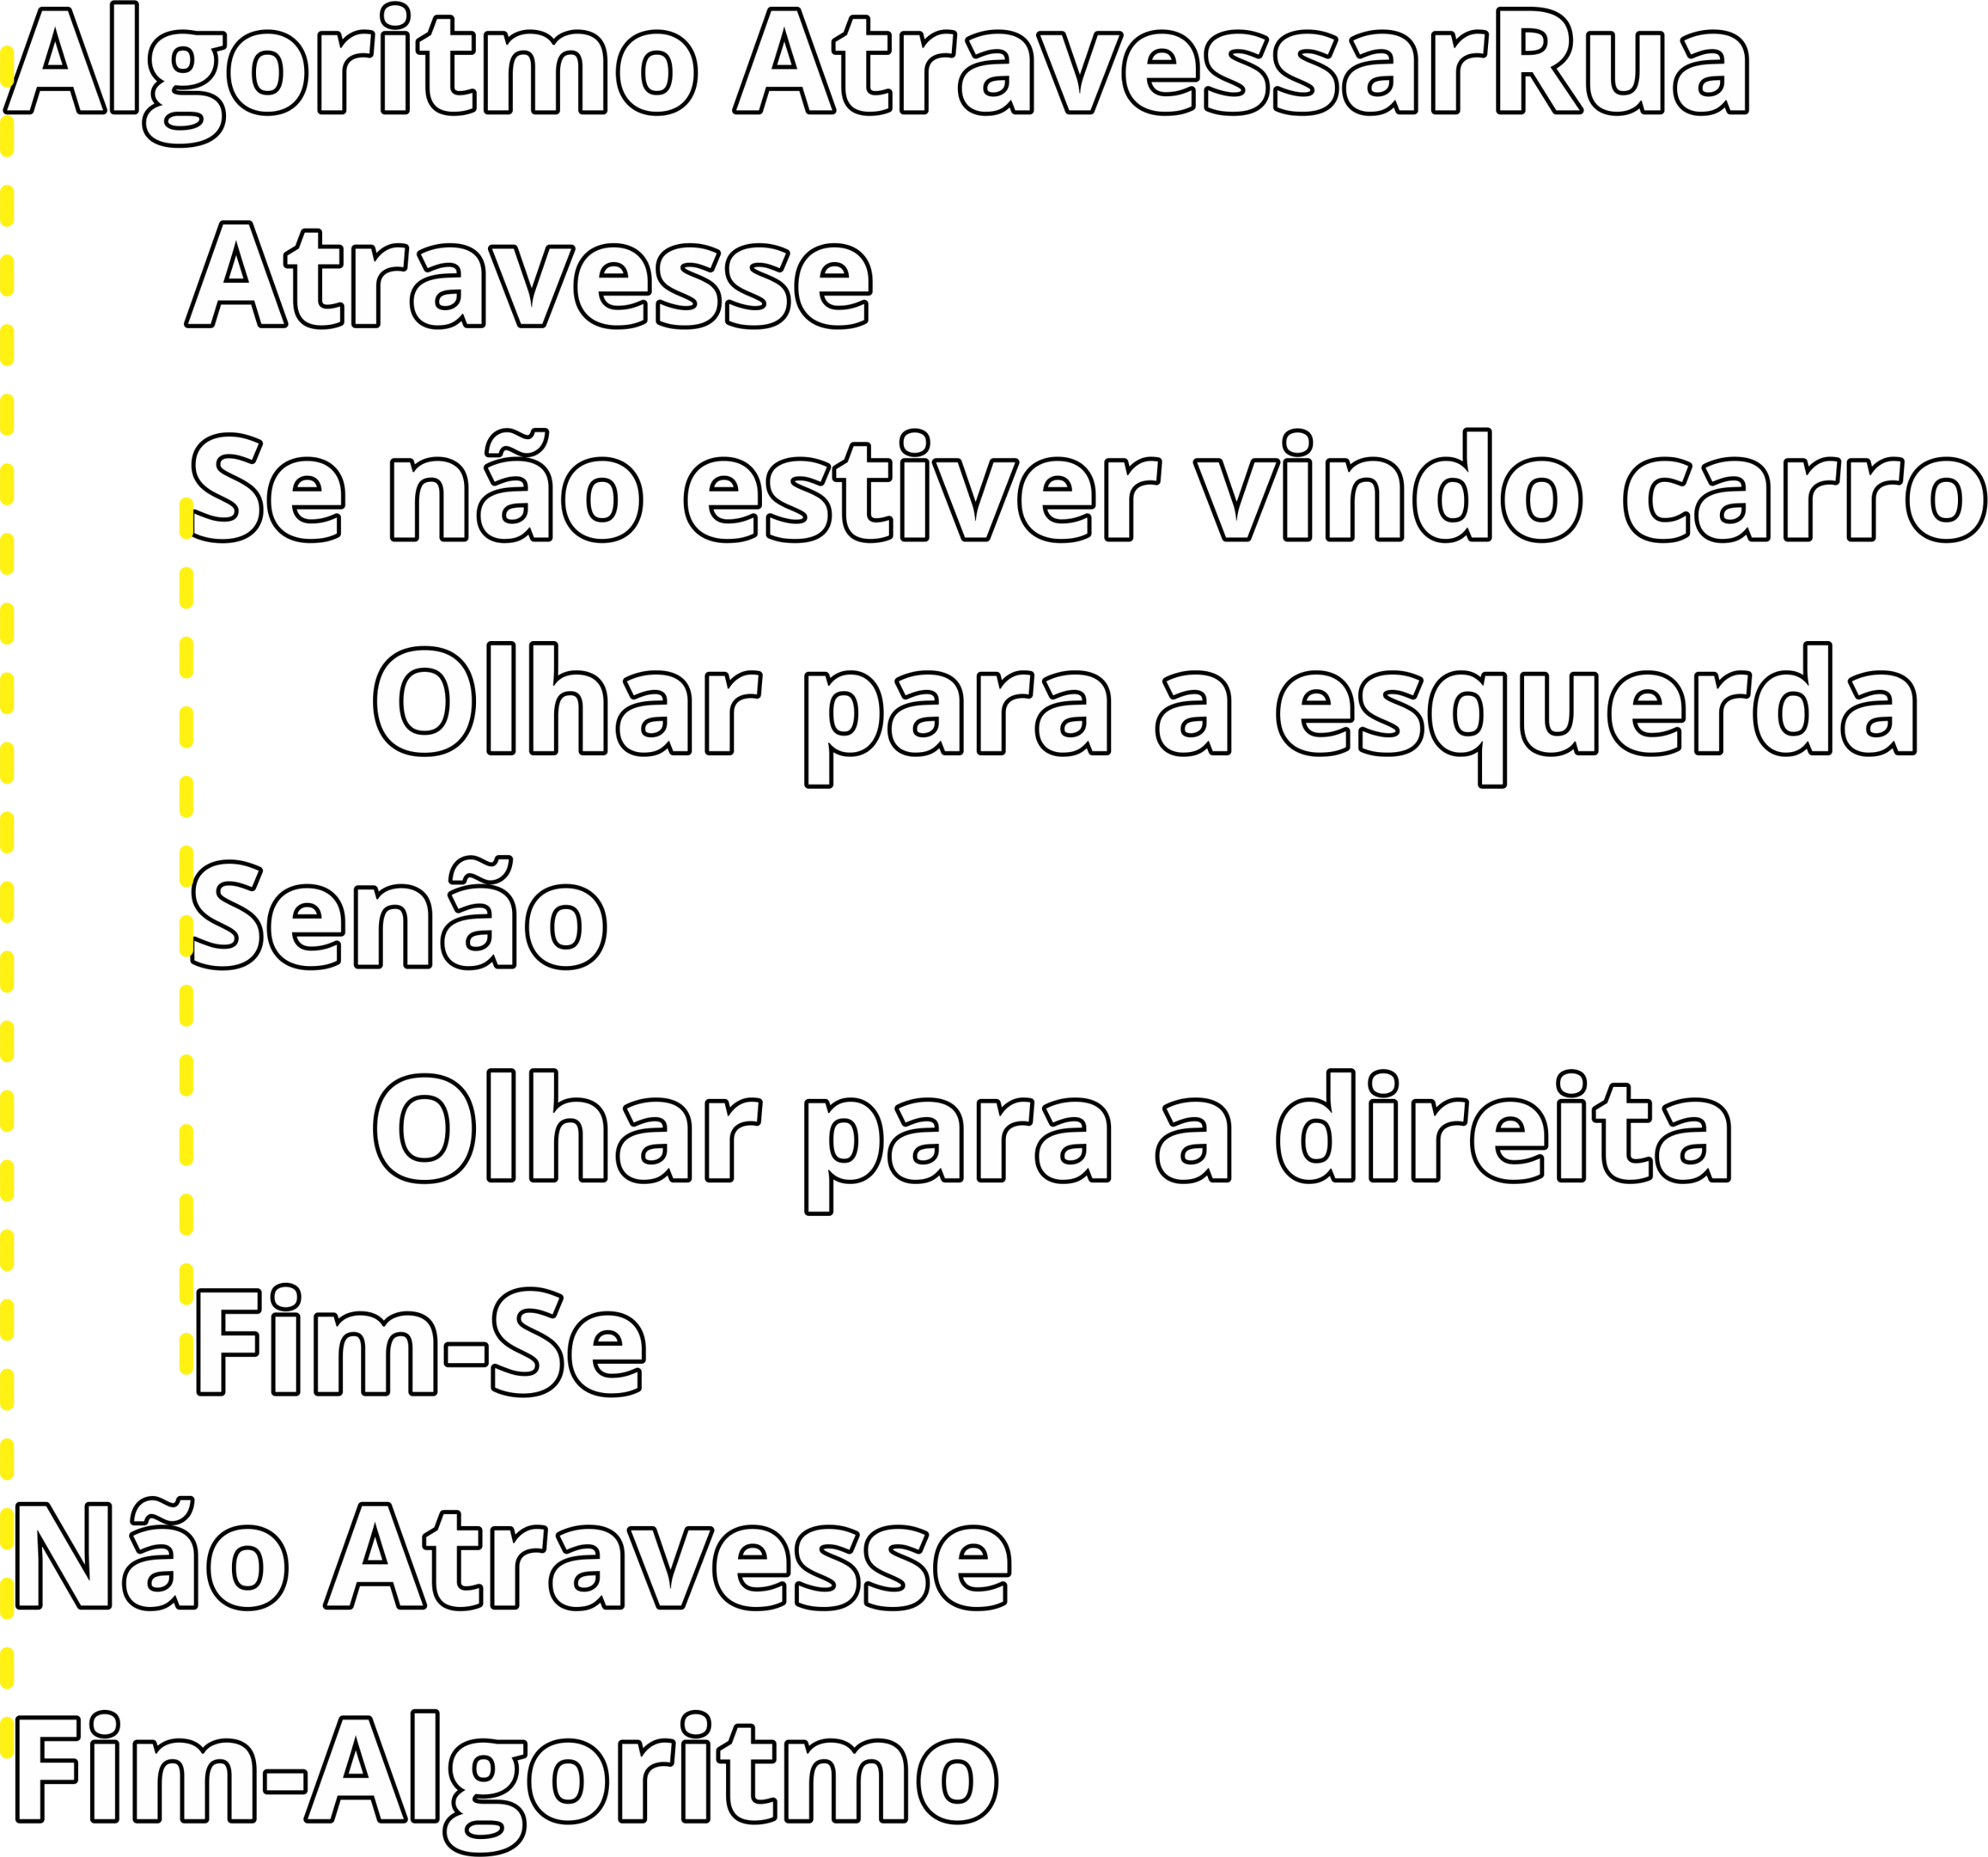 Algoritmo AtravessarRua
Atravesse
Se não estiver vindo carro
Olhar para a esquerda
Senão
Olhar para a direita
Fim-Se
Não Atravesse
Fim-Algoritmo